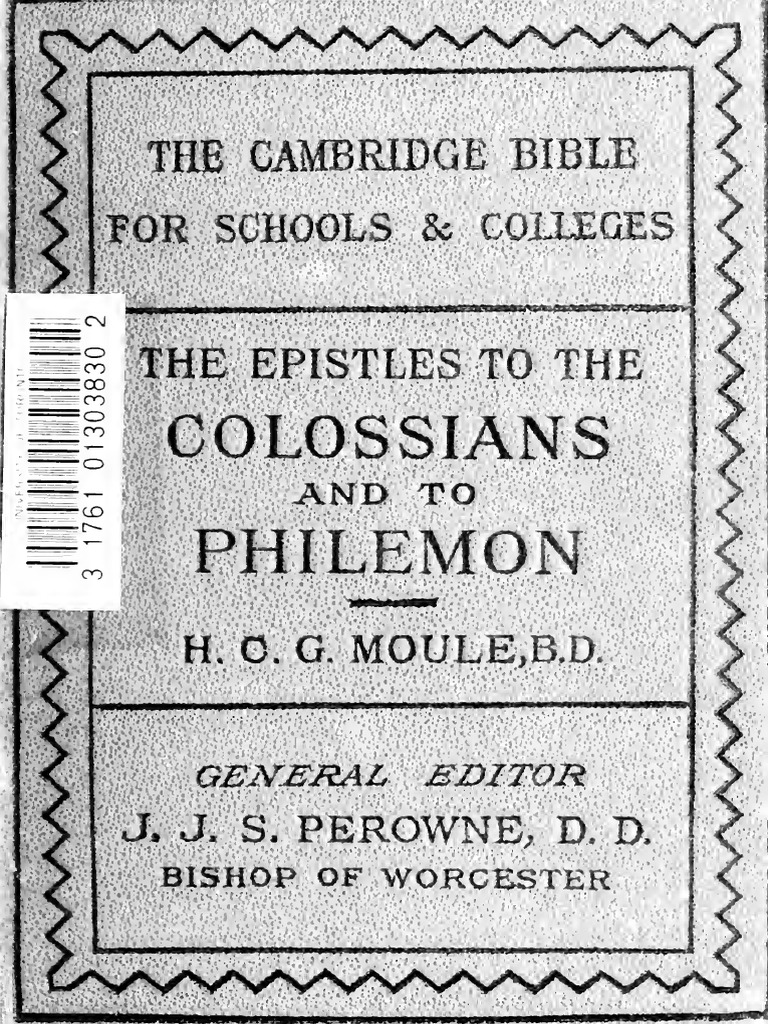 THE CAMBRIDGE BIBLE
FOR SCHOOLS & COLLEGES
THE EPISTLES TO THE
COLOSSIANS
AND TO
PHILEMON
H. C. G. MOULE, B.D.
GENERAL EDITOR
J. J. S. PEROWNE, D. D.
BISHOP OF WORCESTER
3 1761 01303830 2